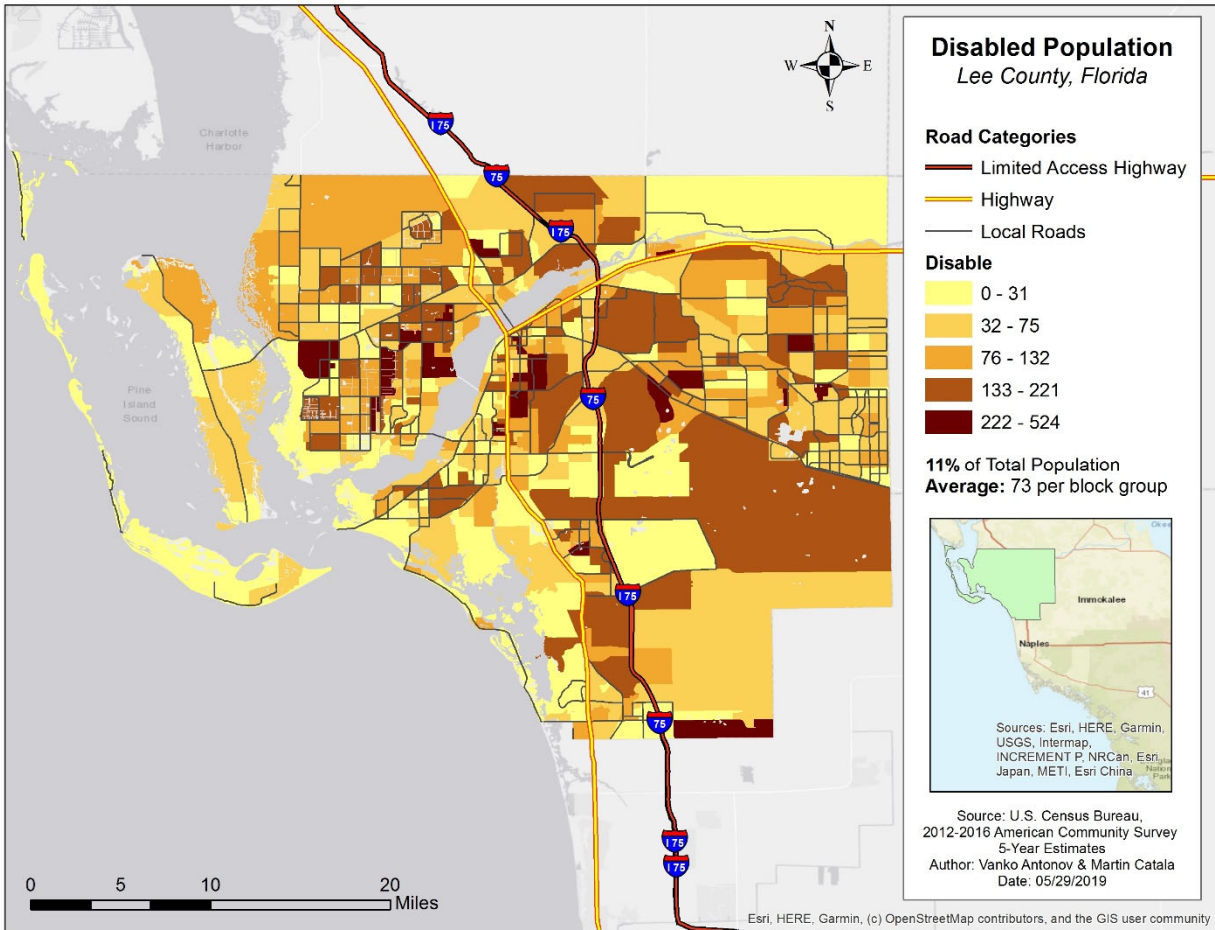 Disabled Population
Lee County, Florida
Road Categories
Limited Access Highway
Highway
Local Roads
Disable
0 - 31
32 - 75
76 - 132
133 - 221
222 - 524
11% of Total Population
Average: 73 per block group
Immokalee
Naples
41
Sources: Esri, HERE, Garmin,
USGS, Intermap,
INCREMENT P, NRCan, Esri
Japan, METI, Esri China
Source: U.S. Census Bureau,
2012-2016 American Community Survey
5-Year Estimates
Author: Vanko Antonov & Martin Catala
Date: 05/29/2019
N
W E
S
Charlotte
Harbor
I 75
75
I 75
Pine
Island
Sound
75
I 75
75
I 75
I 75
0 5 10 20
Miles
Esri, HERE, Garmin, (c) OpenStreetMap contributors, and the GIS user community